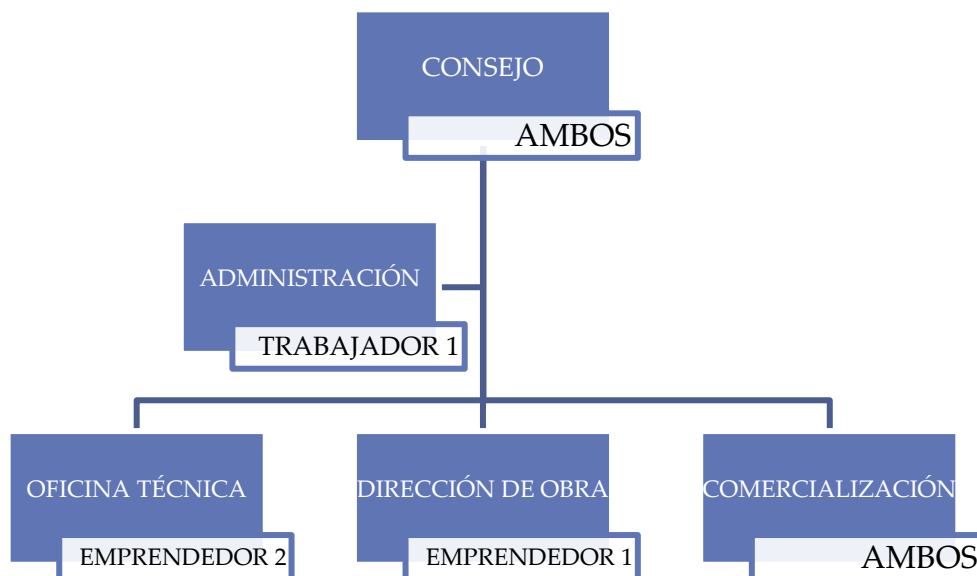 CONSEJO
AMBOS
ADMINISTRACIÓN
TRABAJADOR 1
OFICINA TÉCNICA
EMPRENDEDOR 2
DIRECCIÓN DE OBRA
EMPRENDEDOR 1
COMERCIALIZACIÓN
AMBOS